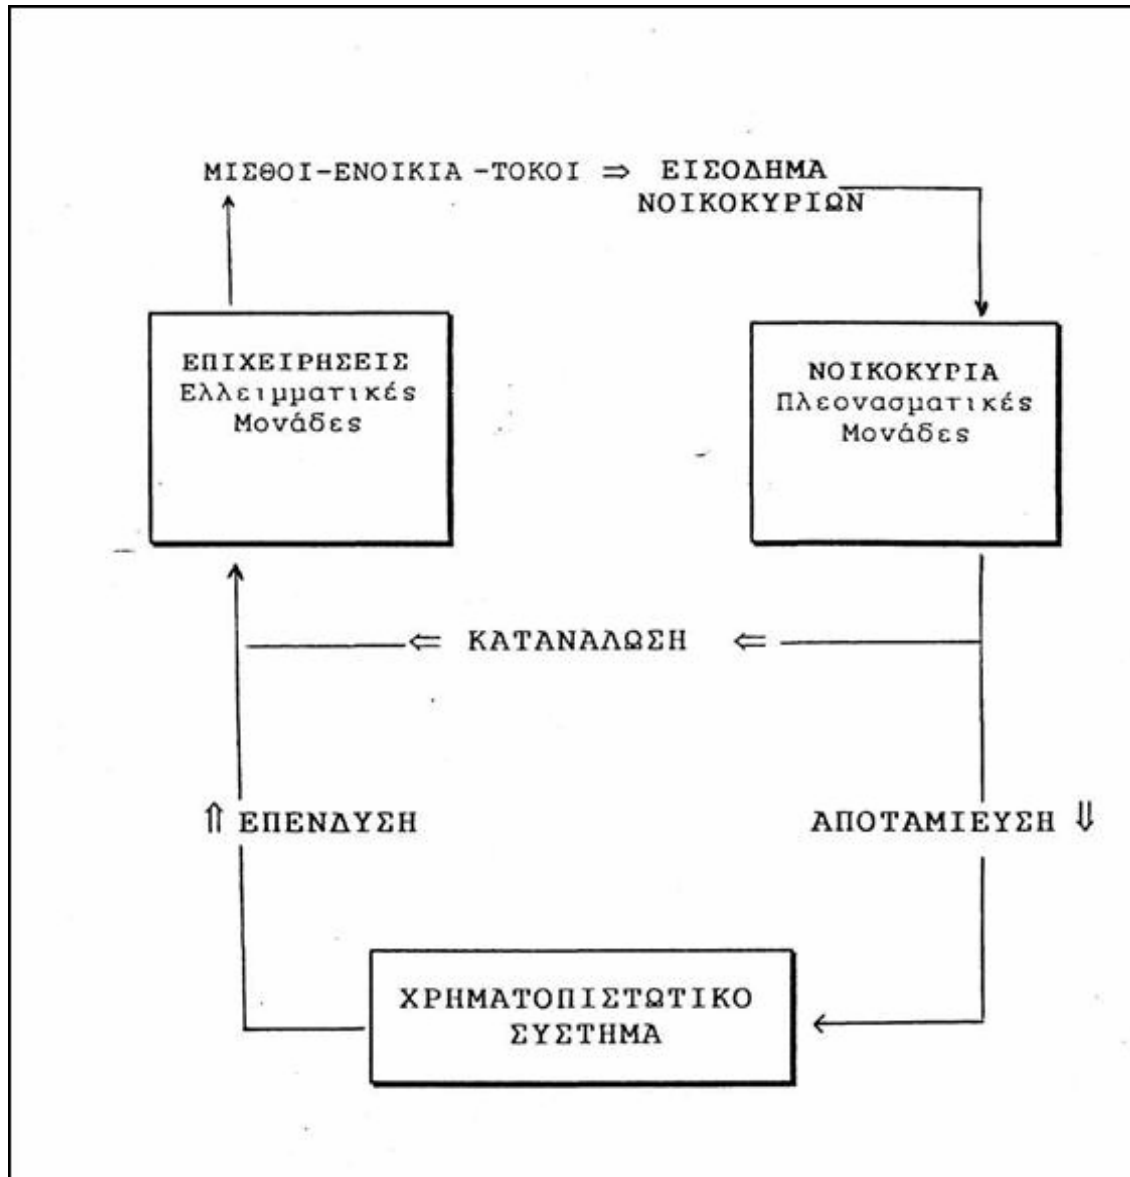 ΜΙΣΘΟΙ-ΕΝΟΙΚΙΑ -ΤΟΚΟΙ ⇒ ΕΙΣΟΔΗΜΑ
ΝΟΙΚΟΚΥΡΙΩΝ
ΕΠΙΧΕΙΡΗΣΕΙΣ
Ελλειμματικές
Μονάδες
ΝΟΙΚΟΚΥΡΙΑ
Πλεονασματικές
Μονάδες
⇐ ΚΑΤΑΝΑΛΩΣΗ ⇐
⇑ ΕΠΕΝΔΥΣΗ
ΑΠΟΤΑΜΙΕΥΣΗ ⇓
ΧΡΗΜΑΤΟΠΙΣΤΩΤΙΚΟ
ΣΥΣΤΗΜΑ